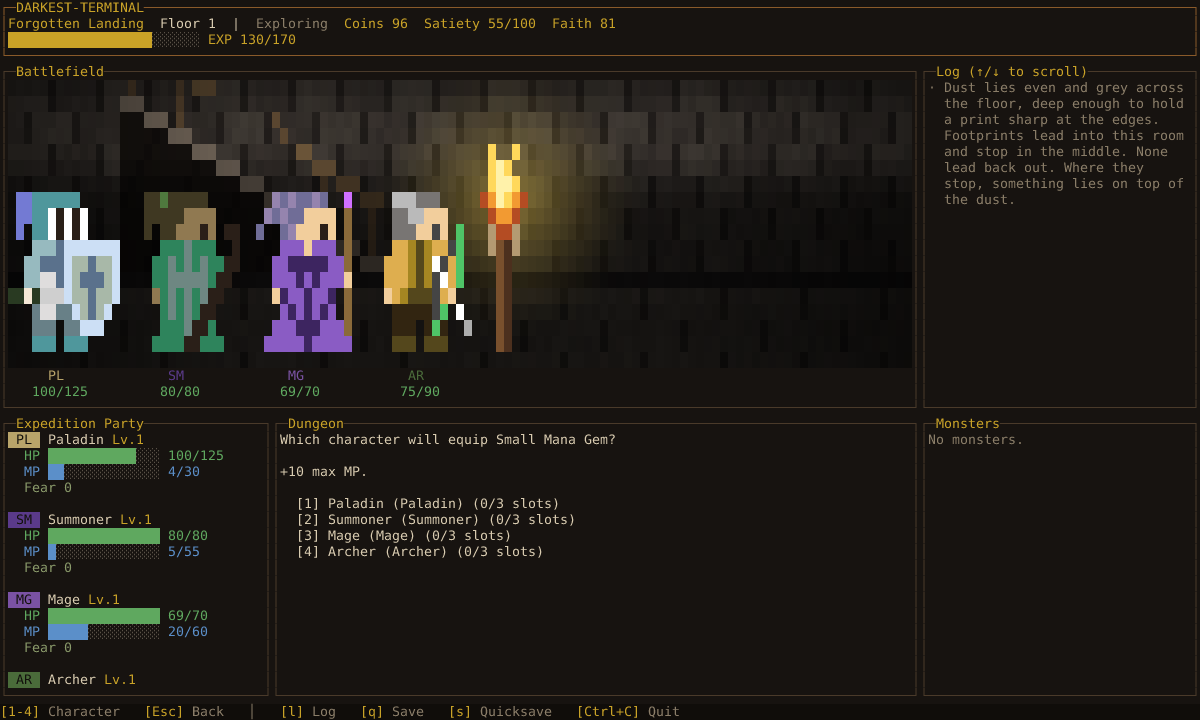 DARKEST-TERMINAL
Forgotten Landing  Floor 1  |  Exploring  Coins 96  Satiety 55/100  Faith 81
EXP 130/170
Battlefield
PL SM MG AR
100/125 80/80 69/70 75/90
Log (↑/↓ to scroll)
· Dust lies even and grey across
the floor, deep enough to hold
a print sharp at the edges.
Footprints lead into this room
and stop in the middle. None
lead back out. Where they
stop, something lies on top of
the dust.
Expedition Party
PL Paladin Lv.1
HP 100/125
MP 4/30
Fear 0
SM Summoner Lv.1
HP 80/80
MP 5/55
Fear 0
MG Mage Lv.1
HP 69/70
MP 20/60
Fear 0
AR Archer Lv.1
Dungeon
Which character will equip Small Mana Gem?
+10 max MP.
[1] Paladin (Paladin) (0/3 slots)
[2] Summoner (Summoner) (0/3 slots)
[3] Mage (Mage) (0/3 slots)
[4] Archer (Archer) (0/3 slots)
Monsters
No monsters.
[1-4] Character  [Esc] Back  │  [l] Log  [q] Save  [s] Quicksave  [Ctrl+C] Quit